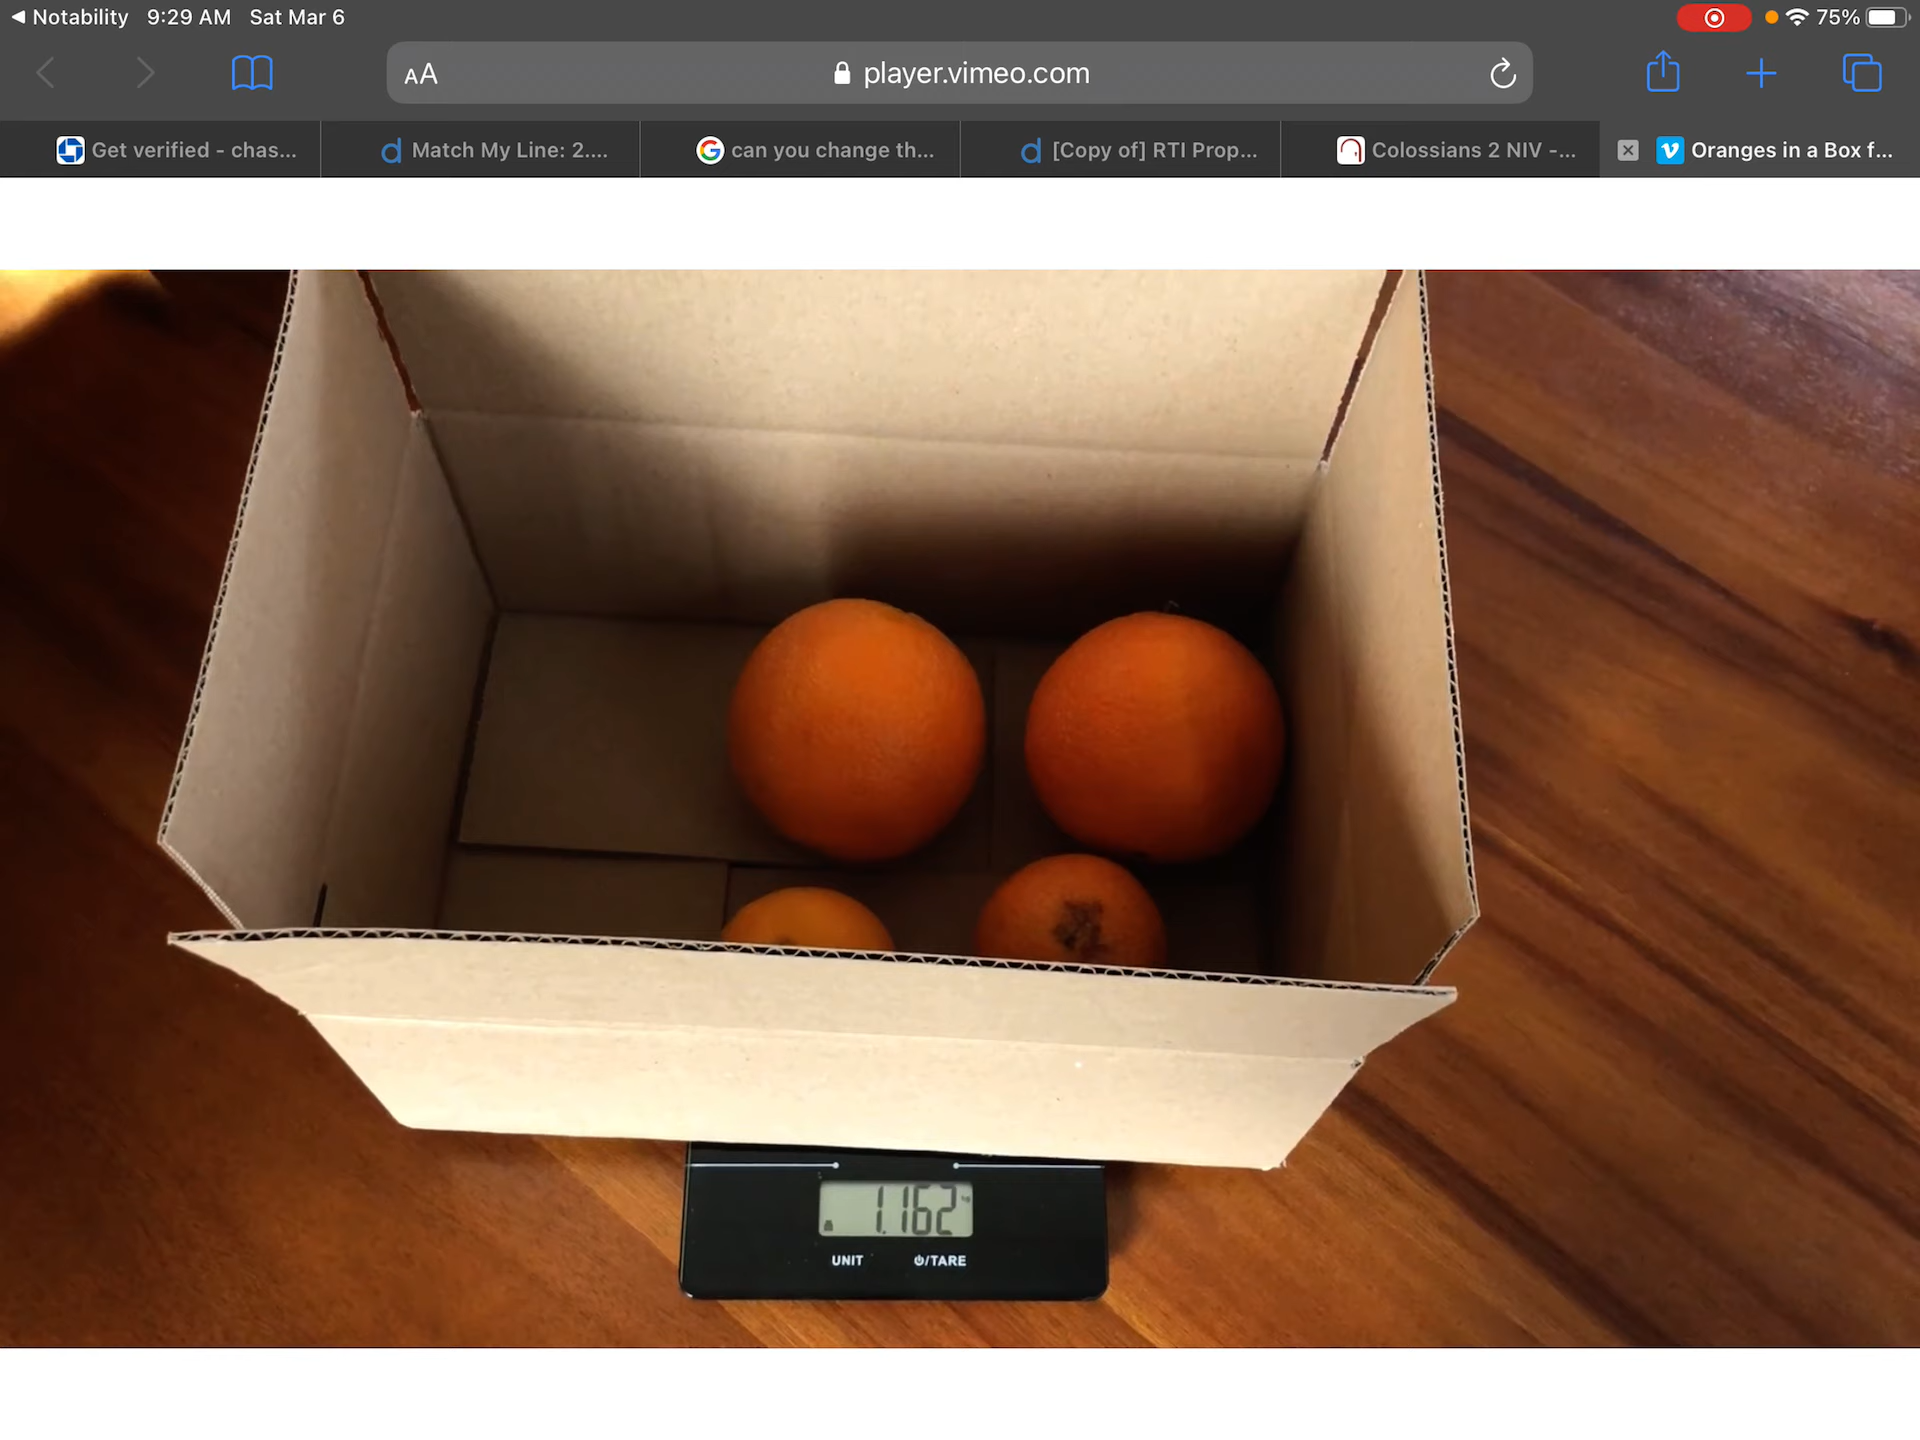 Notability 9:29 AM Sat Mar 6 75%
AA player.vimeo.com
Get verified - chas... Match My Line: 2.... can you change th... [Copy of] RTI Prop... Colossians 2 NIV -... Oranges in a Box f...
1.162
UNIT /TARE